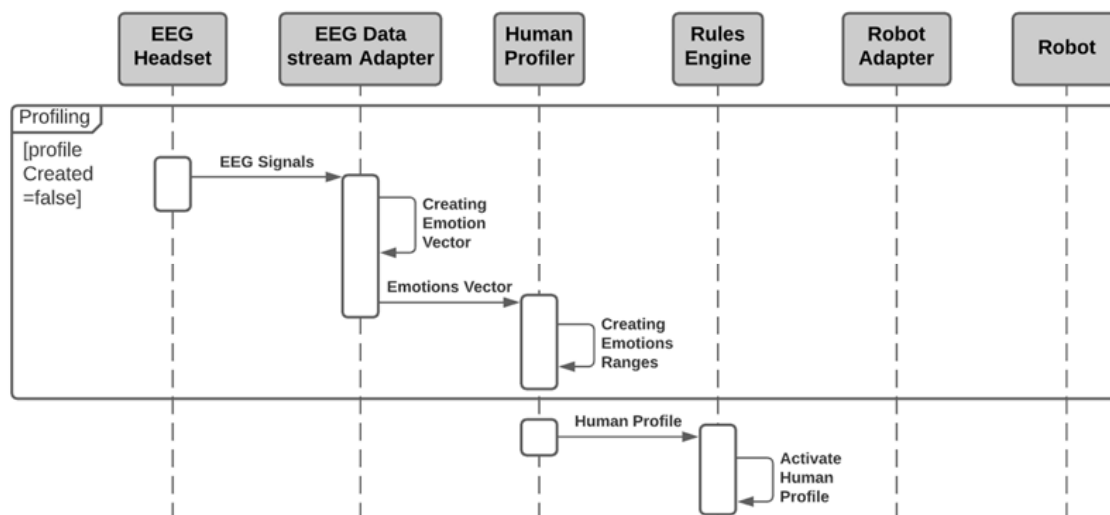 EEG
Headset
EEG Data
stream Adapter
Human
Profiler
Rules
Engine
Robot
Adapter
Robot
Profiling
[profile
Created
=false]
EEG Signals
Creating
Emotion
Vector
Emotions Vector
Creating
Emotions
Ranges
Human Profile
Activate
Human
Profile